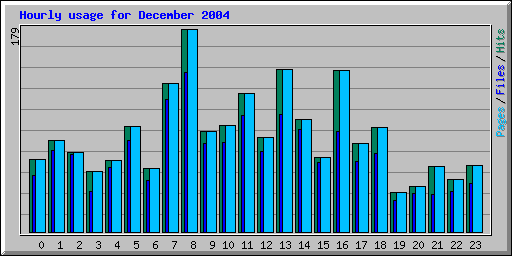 Hourly usage for December 2004
179
Pages/Files/Hits
0 1 2 3 4 5 6 7 8 9 10 11 12 13 14 15 16 17 18 19 20 21 22 23